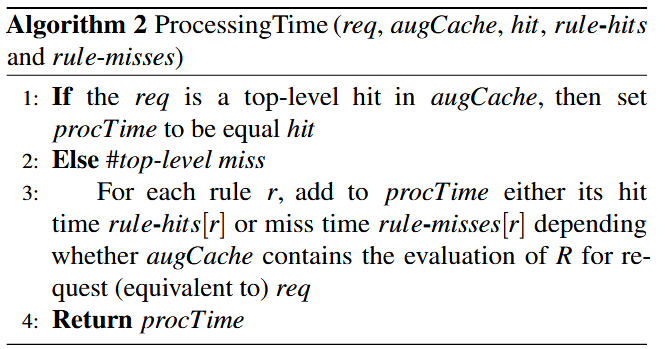 Algorithm 2 ProcessingTime (req, augCache, hit, rule-hits
and rule-misses)
1: If the req is a top-level hit in augCache, then set
procTime to be equal hit
2: Else #top-level miss
3: For each rule r, add to procTime either its hit
time rule-hits[r] or miss time rule-misses[r] depending
whether augCache contains the evaluation of R for re-
quest (equivalent to) req
4: Return procTime